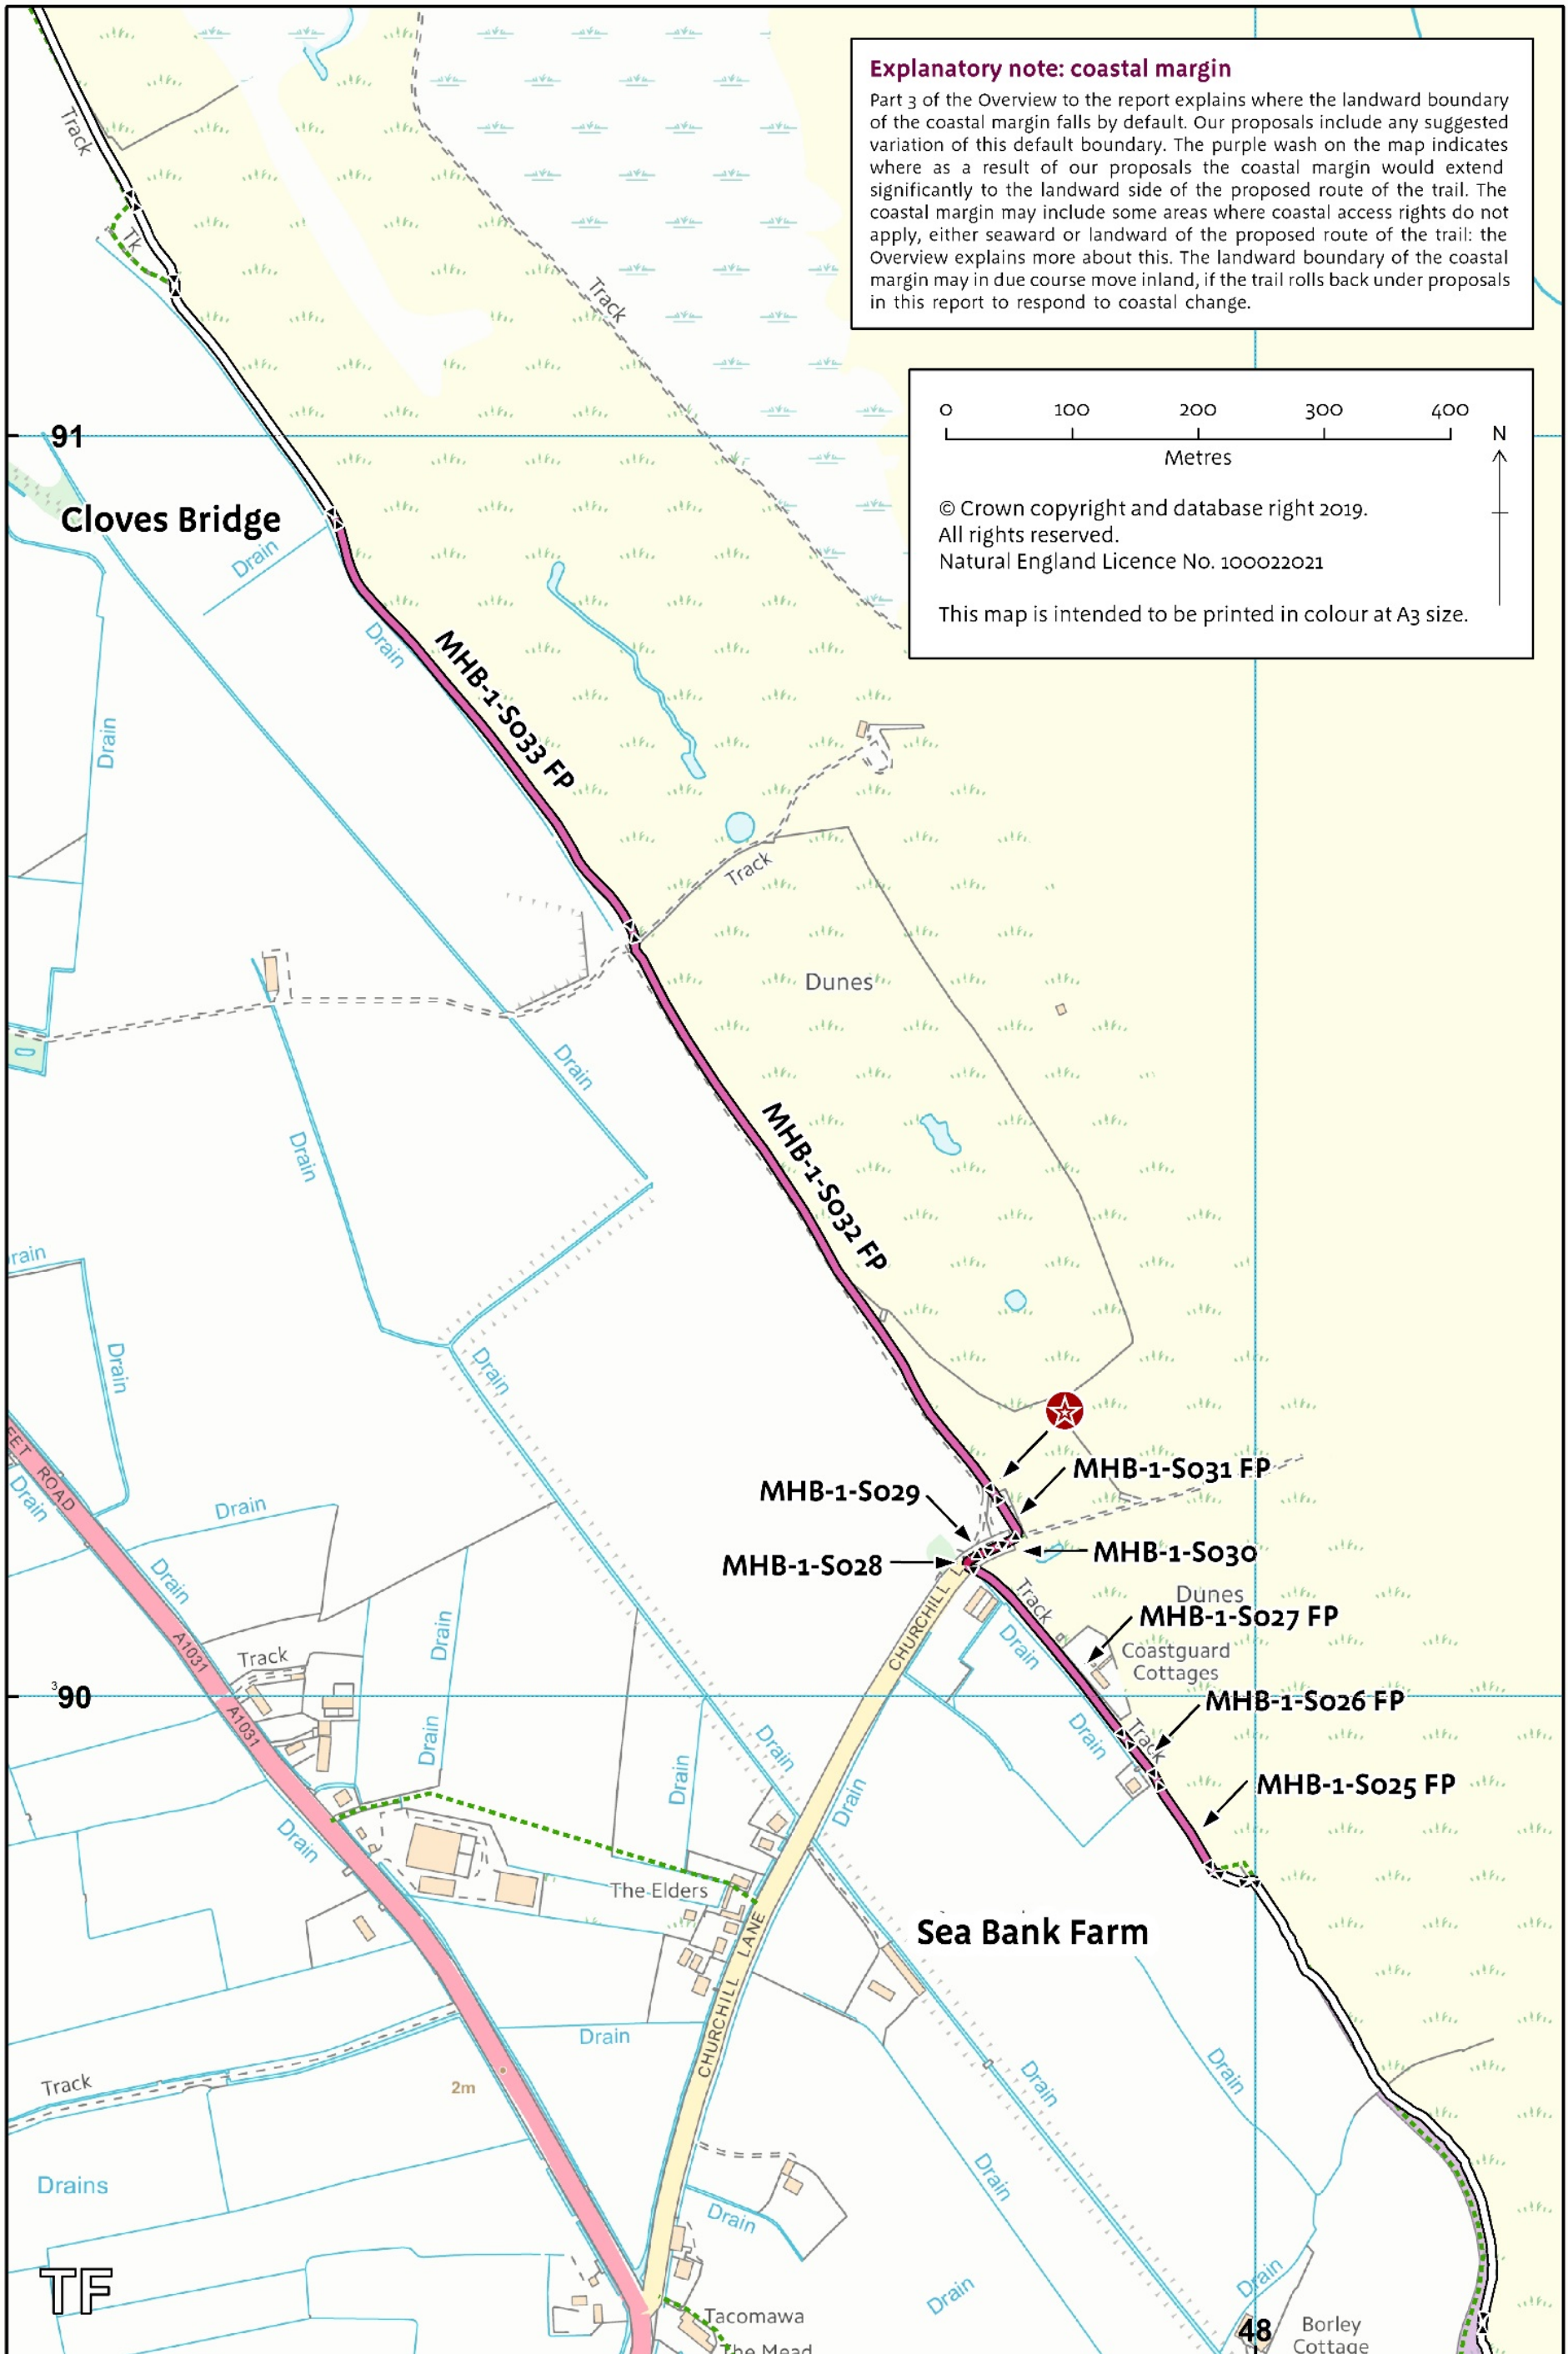 Explanatory note: coastal margin
Part 3 of the Overview to the report explains where the landward boundary
of the coastal margin falls by default. Our proposals include any suggested
variation of this default boundary. The purple wash on the map indicates
where as a result of our proposals the coastal margin would extend
significantly to the landward side of the proposed route of the trail. The
coastal margin may include some areas where coastal access rights do not
apply, either seaward or landward of the proposed route of the trail: the
Overview explains more about this. The landward boundary of the coastal
margin may in due course move inland, if the trail rolls back under proposals
in this report to respond to coastal change.
0 100 200 300 400
Metres
N
© Crown copyright and database right 2019.
All rights reserved.
Natural England Licence No. 100022021
This map is intended to be printed in colour at A3 size.
Track
Tk
Track
91
Cloves Bridge
Drain
Drain
MHB-1-S033 FP
Drain
Track
Dunes
Drain
Drain
MHB-1-S032 FP
rain
Drain
Drain
EET ROAD
Drain
MHB-1-S031 FP
MHB-1-S029
Drain
MHB-1-S030
MHB-1-S028
Drain
Track
Dunes
MHB-1-S027 FP
CHURCHILL L
Drain
Drain
A1031
Track
Coastguard
Cottages
³90
MHB-1-S026 FP
A1031
Drain
Drain
Drain
Track
Drain
MHB-1-S025 FP
Drain
Drain
The Elders
Sea Bank Farm
CHURCHILL LANE
Drain
Track
2m
Drain
Drain
Drains
Drain
Drain
TF
Drain
Drain
Tacomawa
The Mead
48
Borley
Cottage